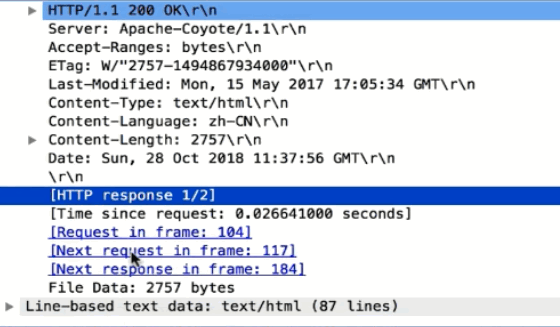 HTTP/1.1 200 OK\r\n
Server: Apache-Coyote/1.1\r\n
Accept-Ranges: bytes\r\n
ETag: W/"2757-1494867934000"\r\n
Last-Modified: Mon, 15 May 2017 17:05:34 GMT\r\n
Content-Type: text/html\r\n
Content-Language: zh-CN\r\n
Content-Length: 2757\r\n
Date: Sun, 28 Oct 2018 11:37:56 GMT\r\n
\r\n
[HTTP response 1/2]
[Time since request: 0.026641000 seconds]
[Request in frame: 104]
[Next request in frame: 117]
[Next response in frame: 184]
File Data: 2757 bytes
Line-based text data: text/html (87 lines)